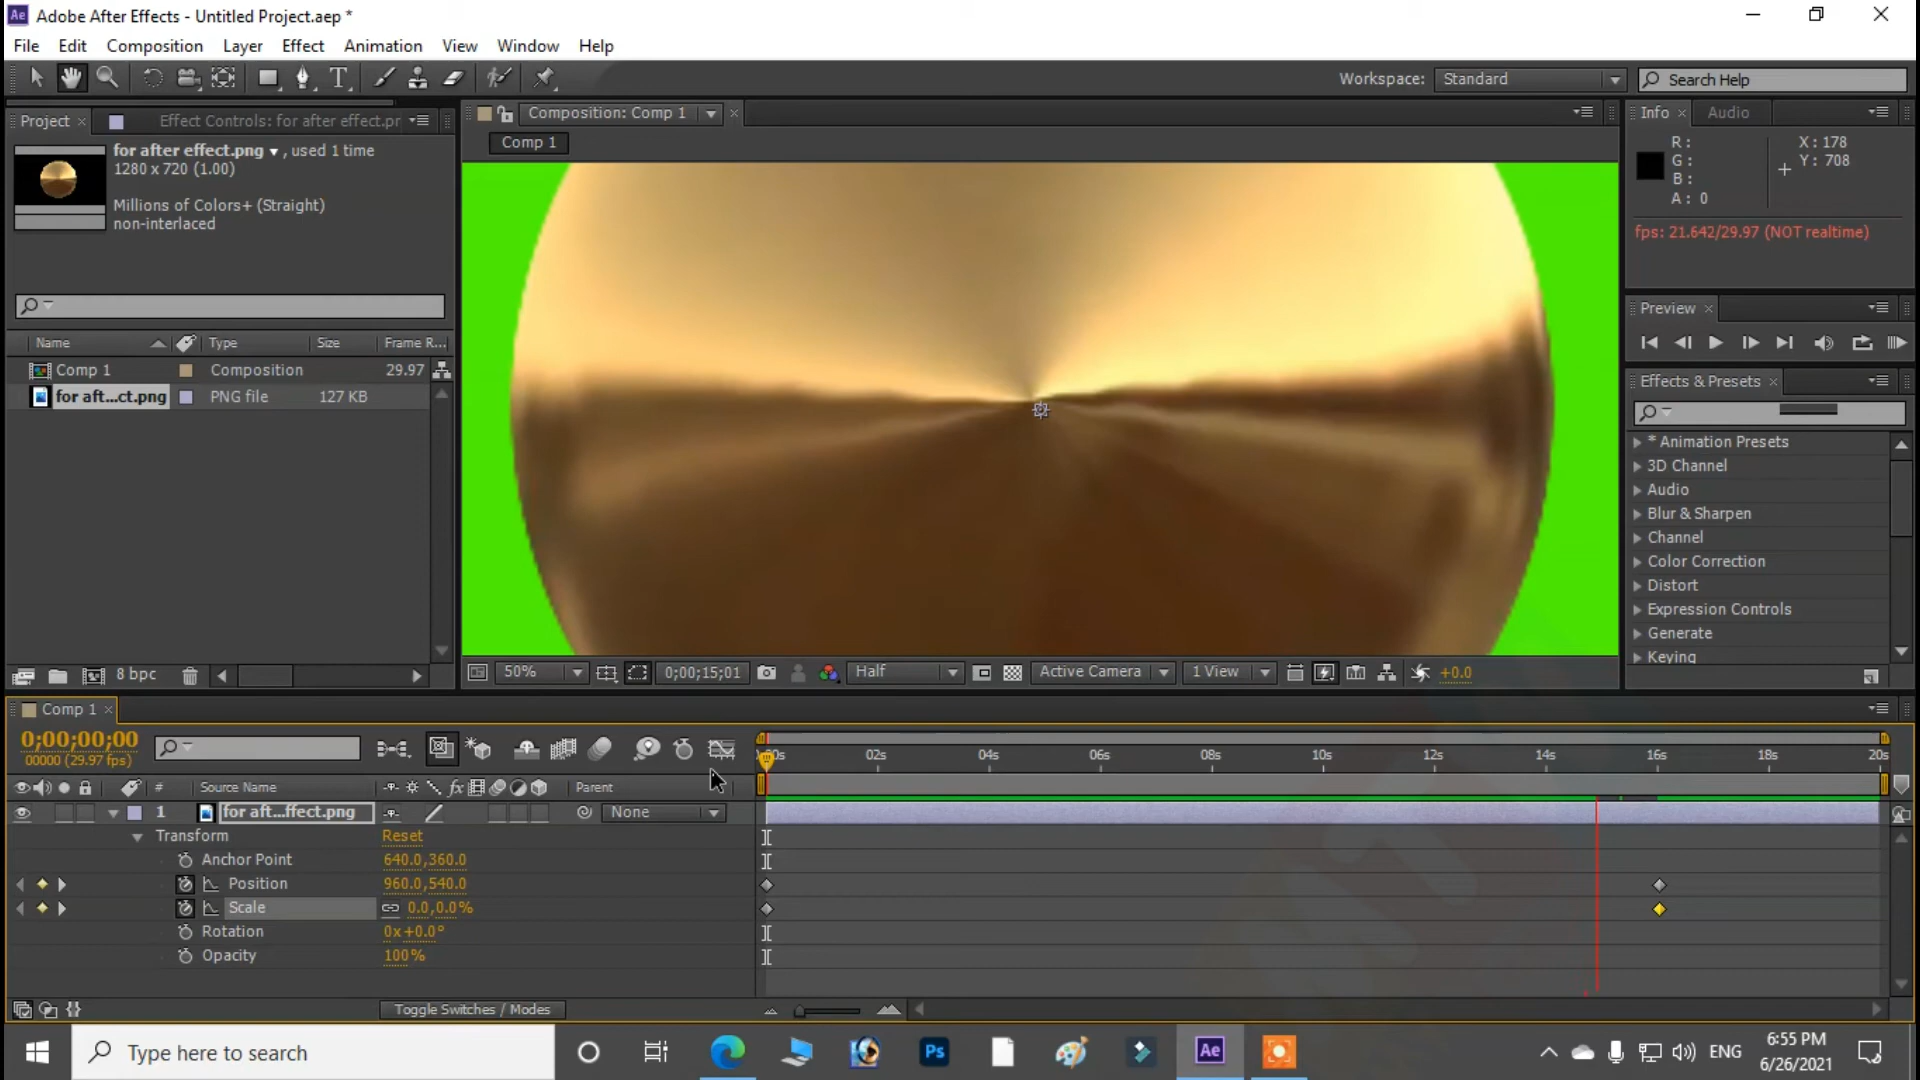 Ae Adobe After Effects - Untitled Project.aep *
File Edit Composition Layer Effect Animation View Window Help
T Workspace: Standard Search Help
Project Effect Controls: for after effect.pr
for after effect.png , used 1 time
1280 x 720 (1.00)
Millions of Colors+ (Straight)
non-interlaced
Name Type Size Frame R...
Comp 1 Composition 29.97
for aft...ct.png PNG file 127 KB
8 bpc
Composition: Comp 1
Comp 1
50% 0;00;15;01 Half Active Camera 1 View +0.0
Info Audio
R :
G :
B :
A : 0
X : 178
Y : 708
fps: 21.642/29.97 (NOT realtime)
Preview
Effects & Presets
* Animation Presets
3D Channel
Audio
Blur & Sharpen
Channel
Color Correction
Distort
Expression Controls
Generate
Keying
Comp 1
0;00;00;00
00000 (29.97 fps)
:00s 02s 04s 06s 08s 10s 12s 14s 16s 18s 20s
# Source Name fx Parent
1 for aft...ffect.png None
Transform Reset
Anchor Point 640.0,360.0
Position 960.0,540.0
Scale 0.0,0.0%
Rotation 0x+0.0°
Opacity 100%
Toggle Switches / Modes
Type here to search
Ps Ae
ENG
6:55 PM
6/26/2021